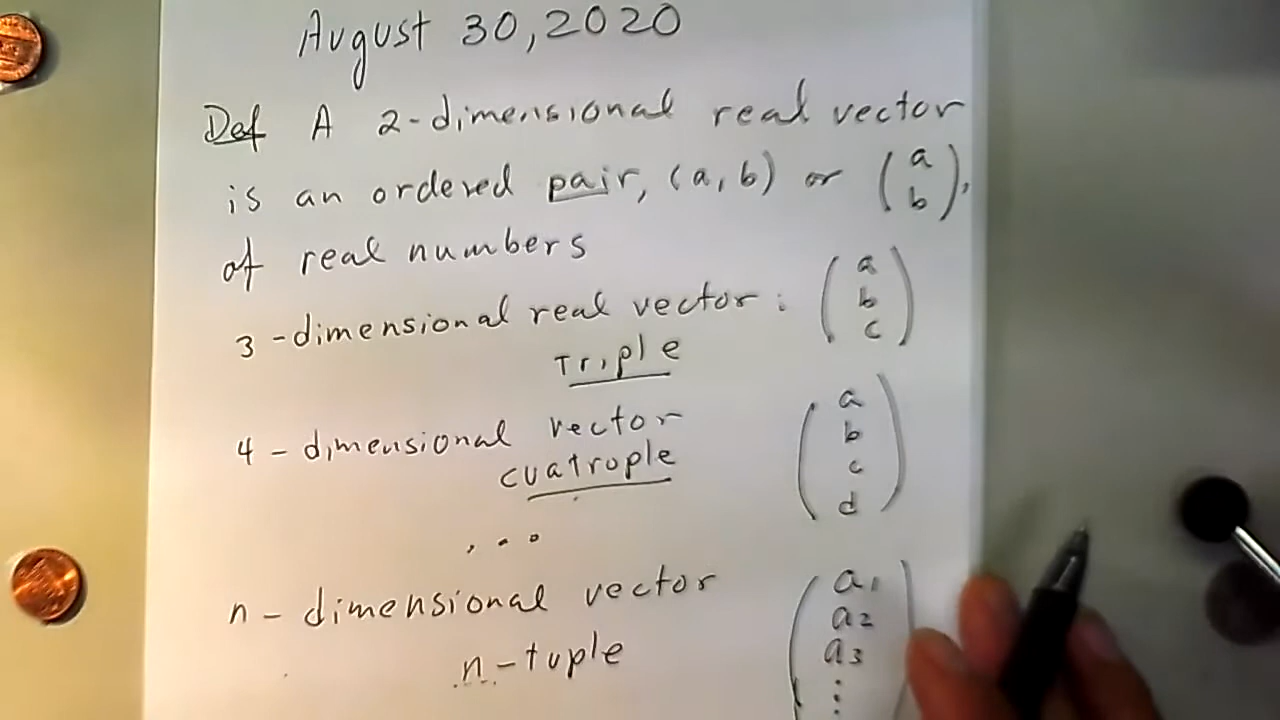 August 30, 2020
Def A 2-dimensional real vector
is an ordered pair, (a, b) or (a b),
of real numbers
3-dimensional real vector: (a b c)
Triple
4-dimensional vector (a b c d)
cuatrople
...
n-dimensional vector (a1 a2 a3 ⋮
n-tuple